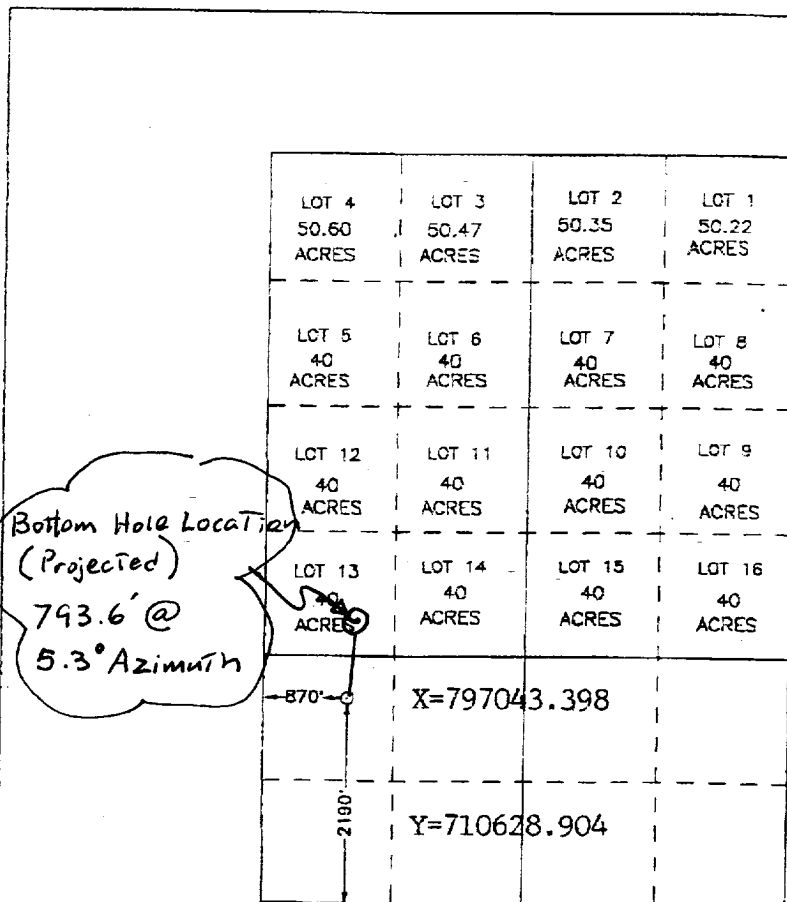 LOT 4
50.60
ACRES
LOT 3
50.47
ACRES
LOT 2
50.35
ACRES
LOT 1
50.22
ACRES
LOT 5
40
ACRES
LOT 6
40
ACRES
LOT 7
40
ACRES
LOT 8
40
ACRES
LOT 12
40
ACRES
LOT 11
40
ACRES
LOT 10
40
ACRES
LOT 9
40
ACRES
Bottom Hole Location
(Projected)
793.6' @
5.3° Azimuth
LOT 13
40
ACRES
LOT 14
40
ACRES
LOT 15
40
ACRES
LOT 16
40
ACRES
870'
X=797043.398
2190'
Y=710628.904